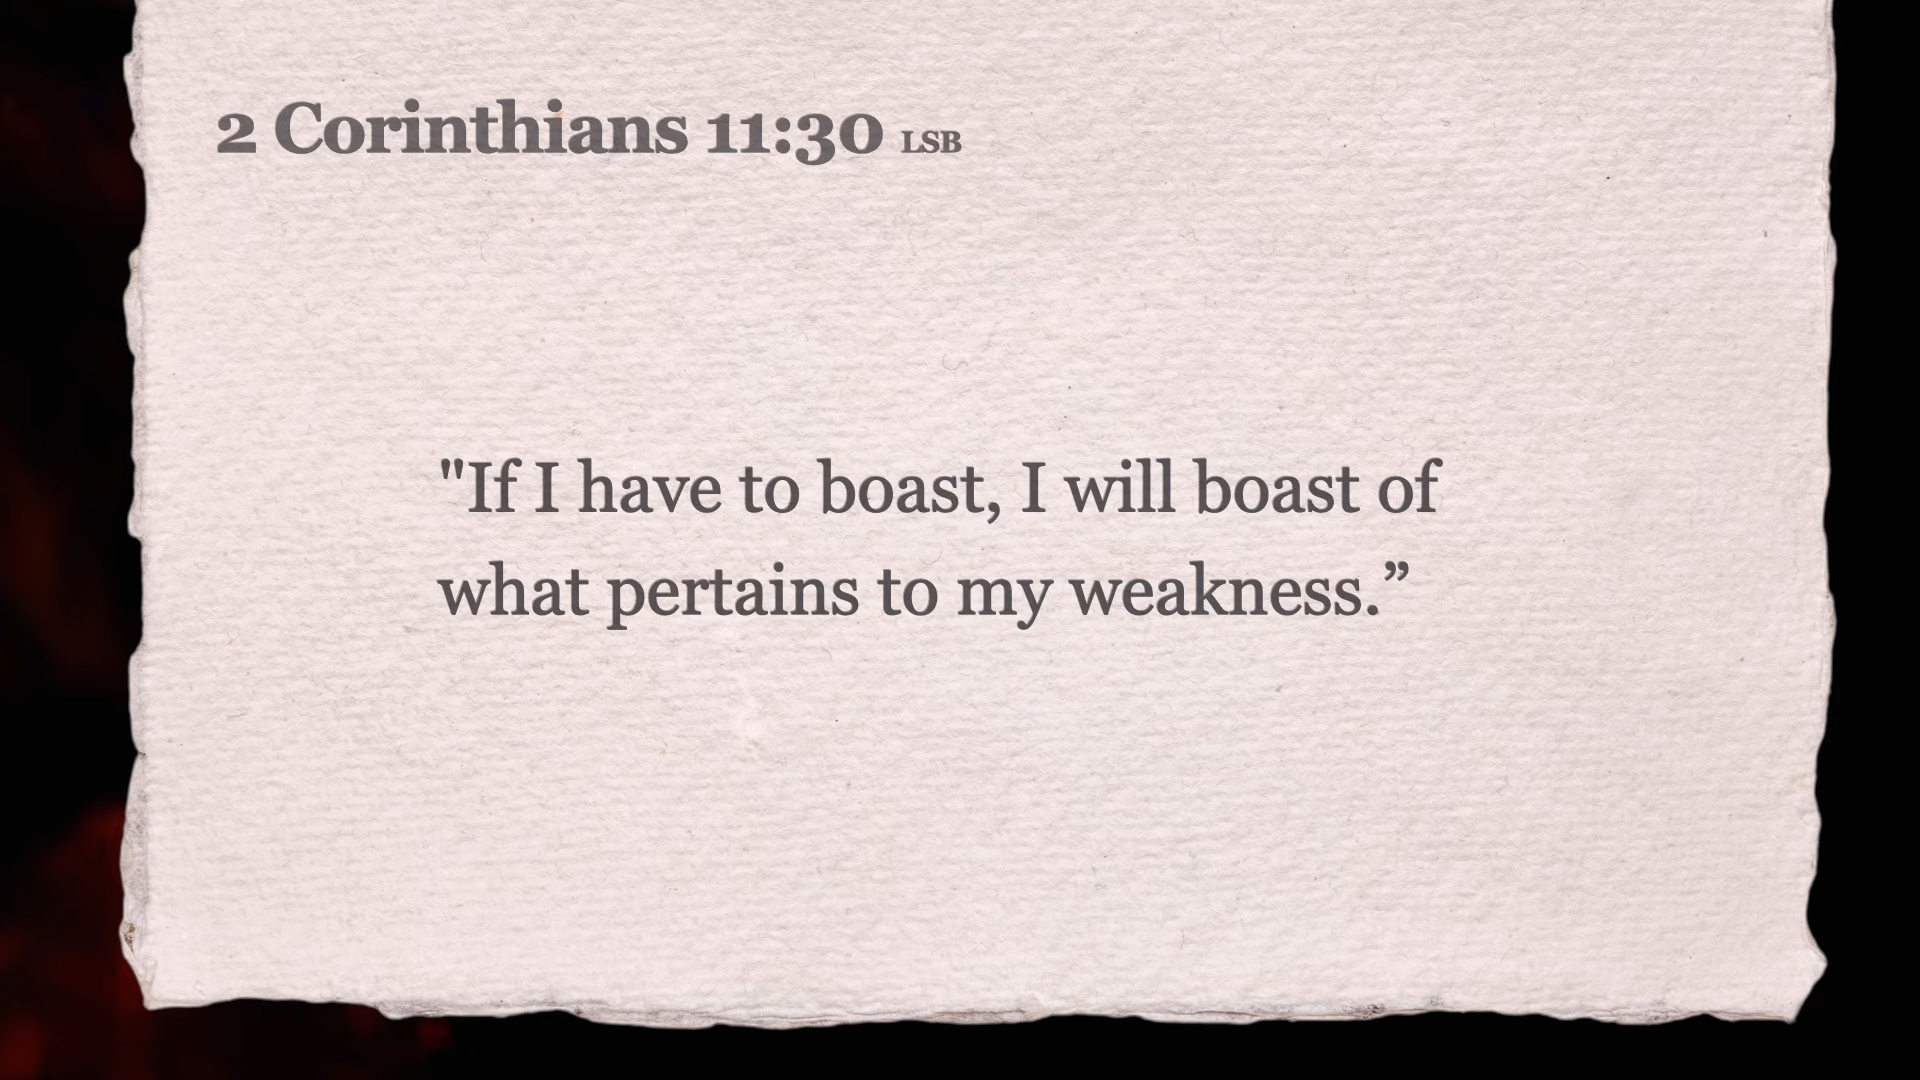 2 Corinthians 11:30 LSB
"If I have to boast, I will boast of
what pertains to my weakness.”